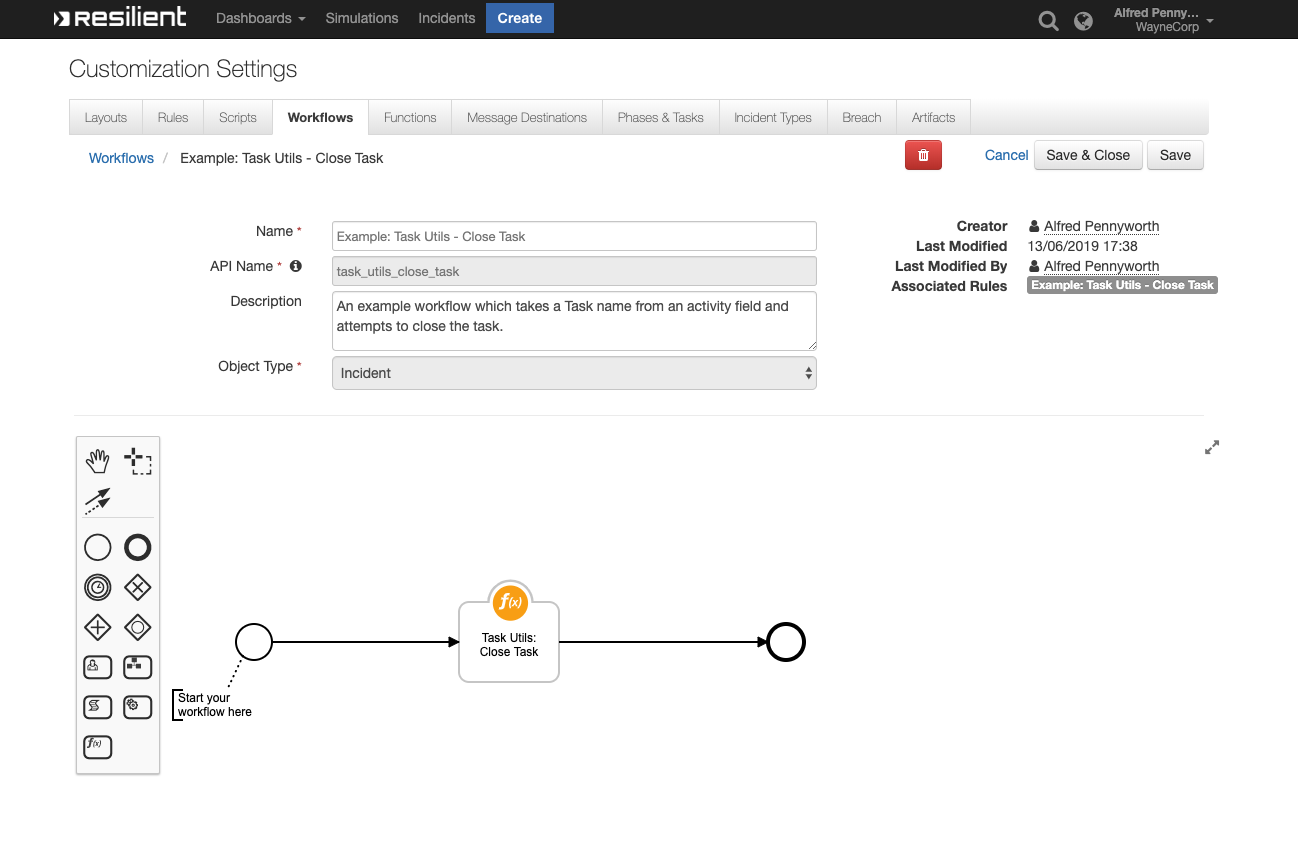 resilient
Dashboards Simulations Incidents Create
Alfred Penny...
WayneCorp
Customization Settings
Layouts Rules Scripts Workflows Functions Message Destinations Phases & Tasks Incident Types Breach Artifacts
Workflows / Example: Task Utils - Close Task
Cancel Save & Close Save
Name * Example: Task Utils - Close Task
API Name * task_utils_close_task
Description An example workflow which takes a Task name from an activity field and
attempts to close the task.
Object Type * Incident
Creator Alfred Pennyworth
Last Modified 13/06/2019 17:38
Last Modified By Alfred Pennyworth
Associated Rules Example: Task Utils - Close Task
f(x)
f(x)
Task Utils:
Close Task
Start your
workflow here